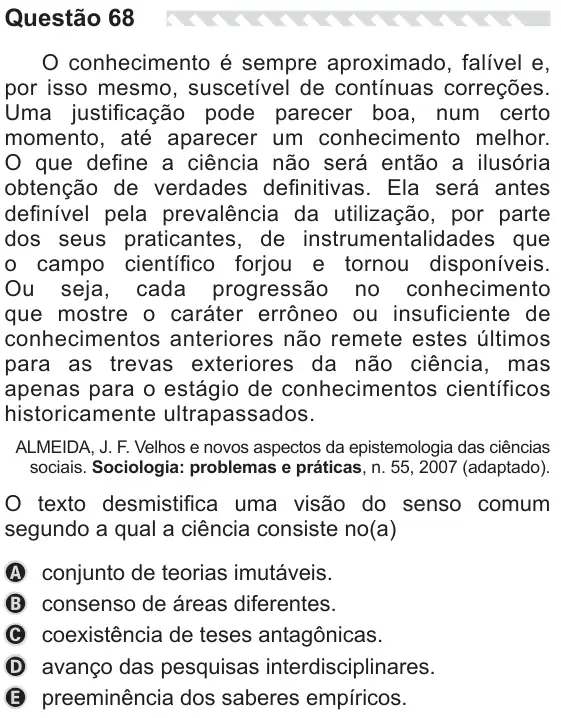 Questão 68
O conhecimento é sempre aproximado, falível e,
por isso mesmo, suscetível de contínuas correções.
Uma justificação pode parecer boa, num certo
momento, até aparecer um conhecimento melhor.
O que define a ciência não será então a ilusória
obtenção de verdades definitivas. Ela será antes
definível pela prevalência da utilização, por parte
dos seus praticantes, de instrumentalidades que
o campo científico forjou e tornou disponíveis.
Ou seja, cada progressão no conhecimento
que mostre o caráter errôneo ou insuficiente de
conhecimentos anteriores não remete estes últimos
para as trevas exteriores da não ciência, mas
apenas para o estágio de conhecimentos científicos
historicamente ultrapassados.
ALMEIDA, J. F. Velhos e novos aspectos da epistemologia das ciências
sociais. Sociologia: problemas e práticas, n. 55, 2007 (adaptado).
O texto desmistifica uma visão do senso comum
segundo a qual a ciência consiste no(a)
A conjunto de teorias imutáveis.
B consenso de áreas diferentes.
C coexistência de teses antagônicas.
D avanço das pesquisas interdisciplinares.
E preeminência dos saberes empíricos.